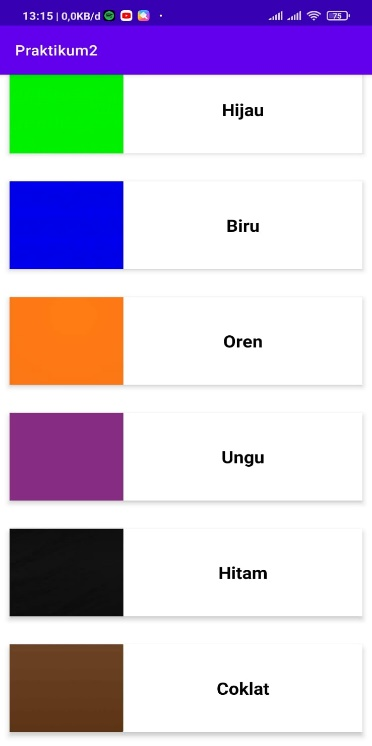 13:15 | 0,0KB/d
75
Praktikum2
Hijau
Biru
Oren
Ungu
Hitam
Coklat